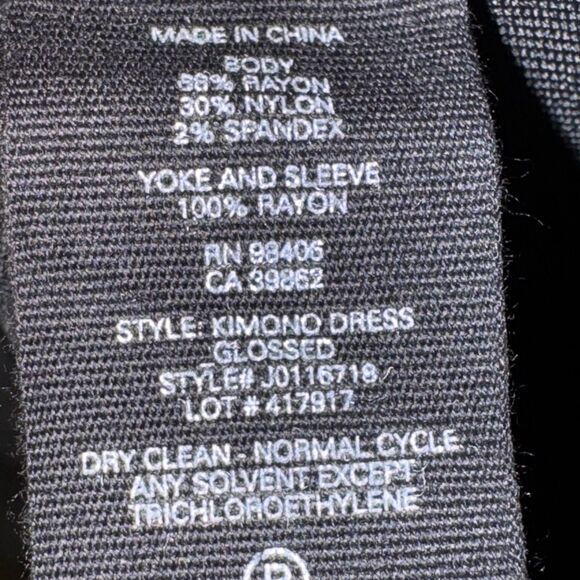 MADE IN CHINA
BODY
68% RAYON
30% NYLON
2% SPANDEX
YOKE AND SLEEVE
100% RAYON
RN 98406
CA 39862
STYLE: KIMONO DRESS
GLOSSED
STYLE# J0116718
LOT # 417917
DRY CLEAN - NORMAL CYCLE
ANY SOLVENT EXCEPT
TRICHLOROETHYLENE
P